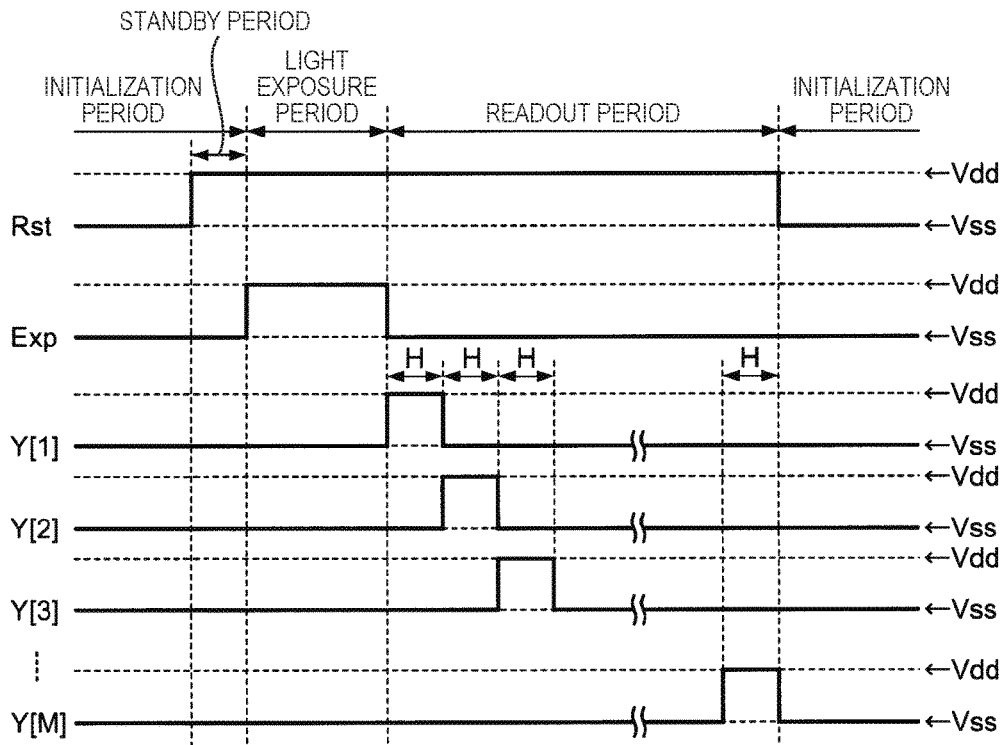 STANDBY PERIOD
LIGHT
EXPOSURE
PERIOD
INITIALIZATION
PERIOD
READOUT PERIOD
INITIALIZATION
PERIOD
Rst
←Vdd
←Vss
Exp
←Vdd
←Vss
H H H H
Y[1]
←Vdd
←Vss
Y[2]
←Vdd
←Vss
Y[3]
←Vdd
←Vss
Y[M]
←Vdd
←Vss